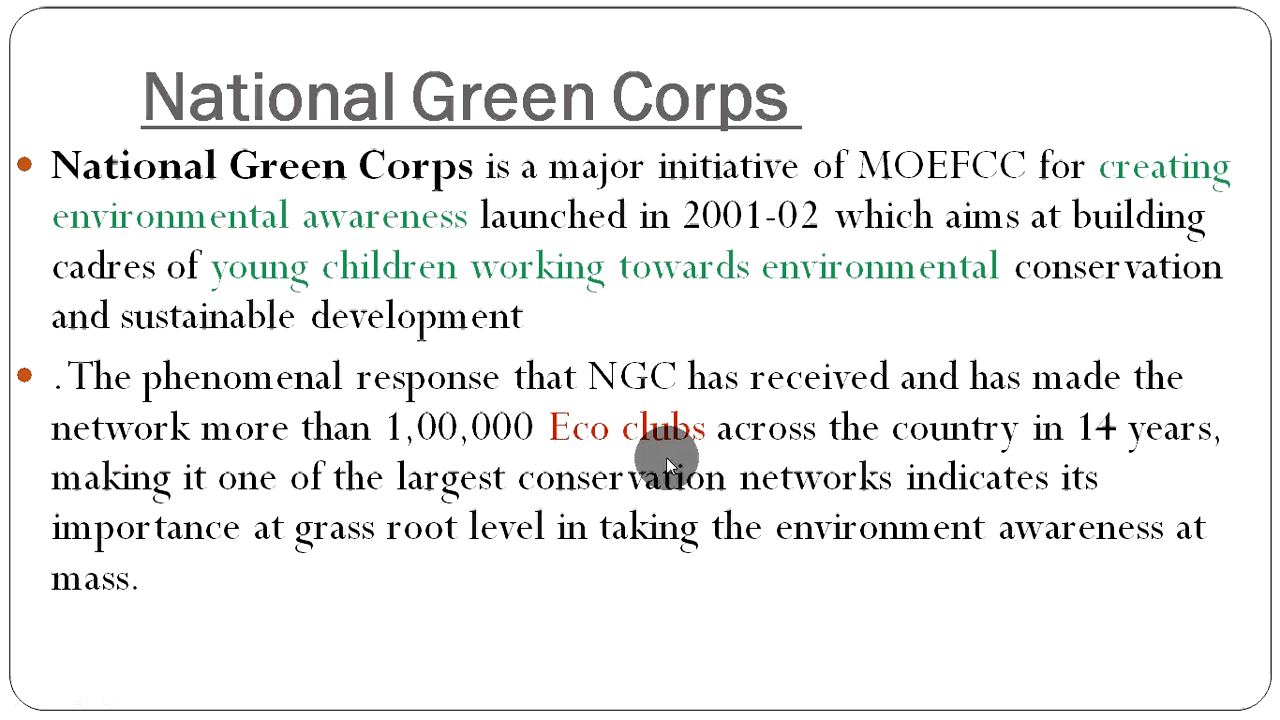 National Green Corps
National Green Corps is a major initiative of MOEFCC for creating
environmental awareness launched in 2001-02 which aims at building
cadres of young children working towards environmental conservation
and sustainable development
. The phenomenal response that NGC has received and has made the
network more than 1,00,000 Eco clubs across the country in 14 years,
making it one of the largest conservation networks indicates its
importance at grass root level in taking the environment awareness at
mass.